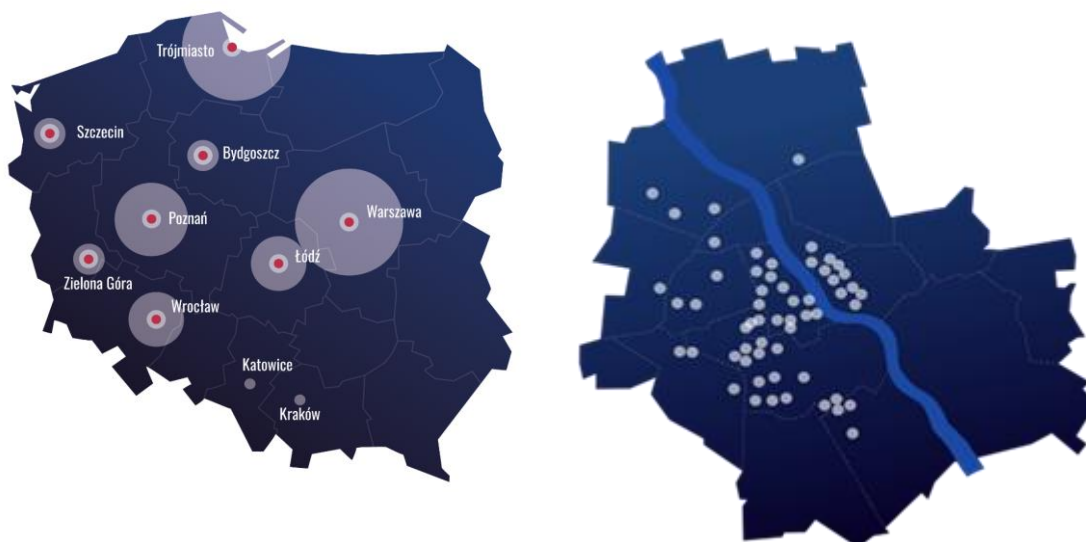 Trójmiasto
Szczecin
Bydgoszcz
Poznań
Warszawa
Łódź
Zielona Góra
Wrocław
Katowice
Kraków